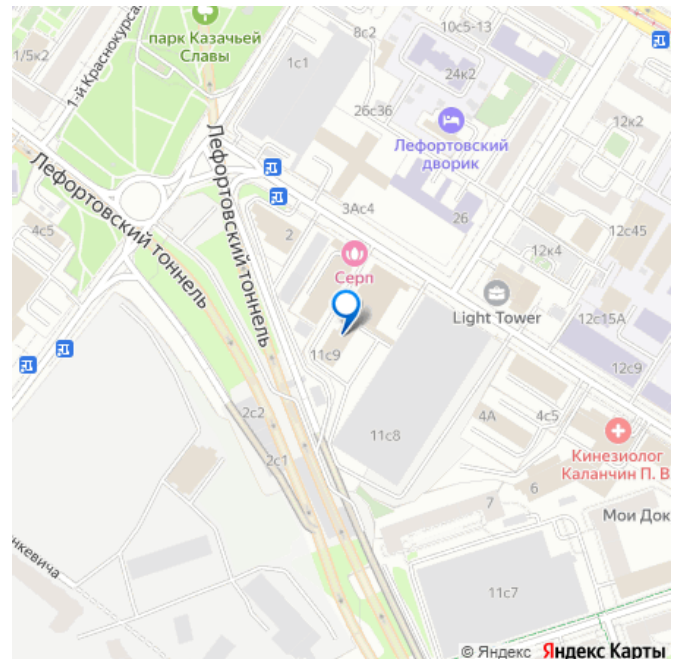 парк Казачьей
Славы
1-й Краснокурса
1/5к2
8с2
10с5-13
1с1
24к2
26с36
12к2
Лефортовский
дворик
Лефортовский тоннель
Лефортовский тоннель
4с5
3Ас4
26
2
12с45
12к4
Серп
Light Tower
12с15А
11с9
12с9
2с2
2с1
11с8
4А
4с5
Кинезиолог
Каланчин П. В
7
6
Мои Док
нкевича
11с7
© Яндекс Яндекс Карты